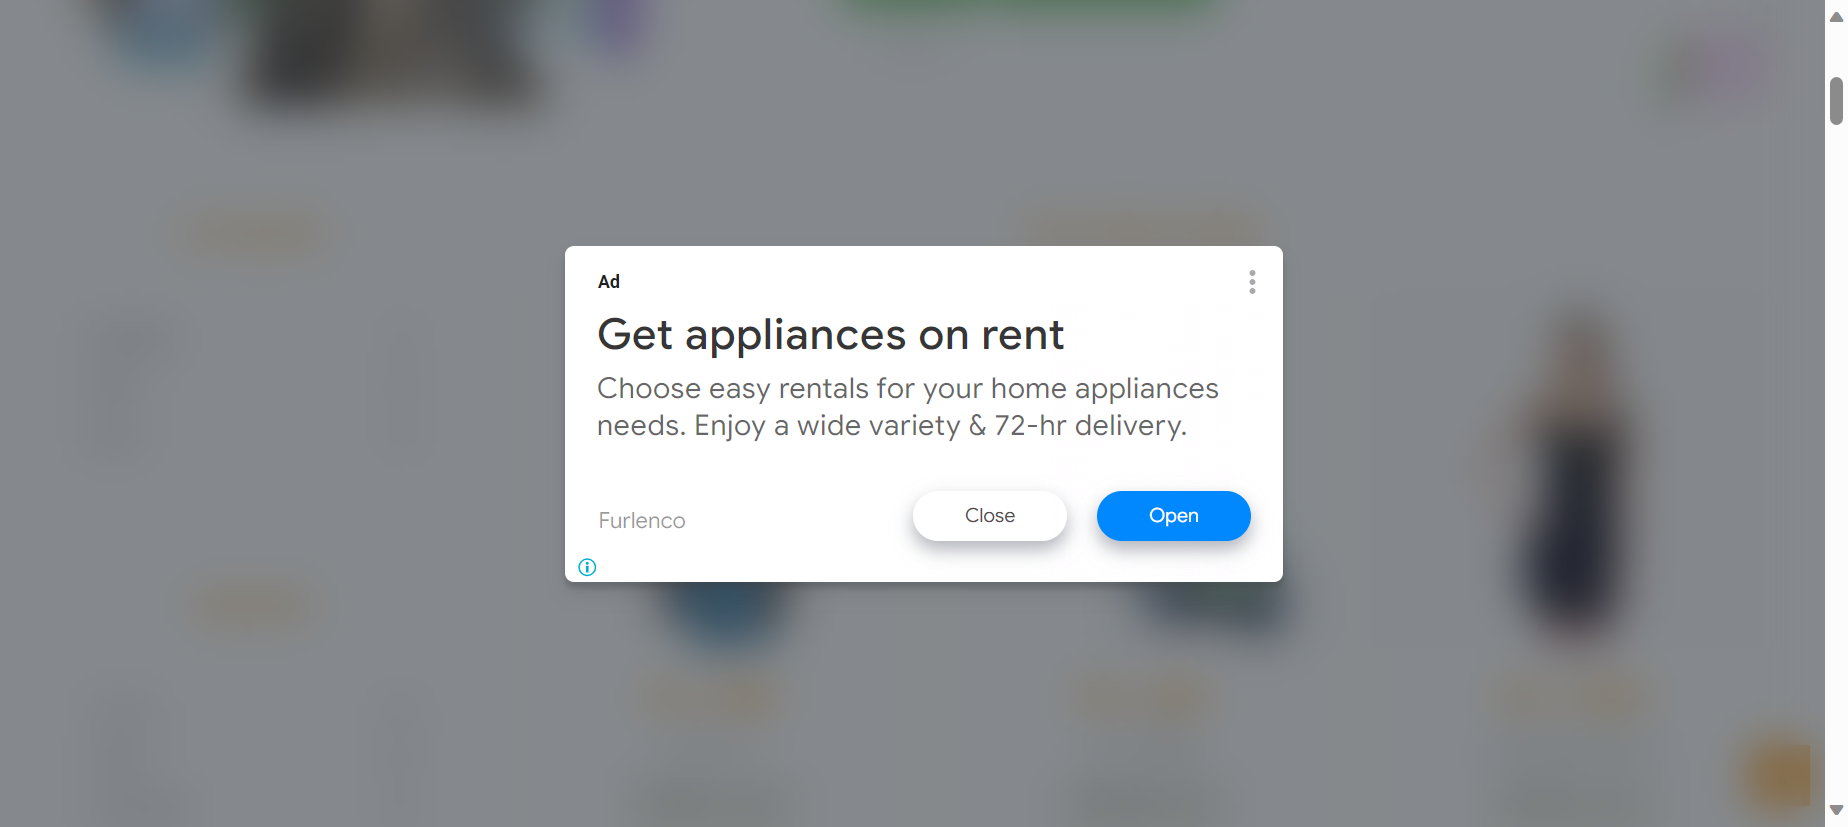 Ad
Get appliances on rent
Choose easy rentals for your home appliances
needs. Enjoy a wide variety & 72-hr delivery.
Furlenco
Close
Open